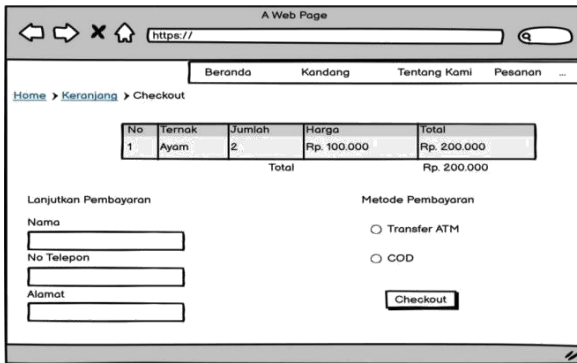 A Web Page
https://
Beranda Kandang Tentang Kami Pesanan ...
Home > Keranjang > Checkout
No Ternak Jumlah Harga Total
1 Ayam 2 Rp. 100.000 Rp. 200.000
Total Rp. 200.000
Lanjutkan Pembayaran
Nama
No Telepon
Alamat
Metode Pembayaran
Transfer ATM
COD
Checkout